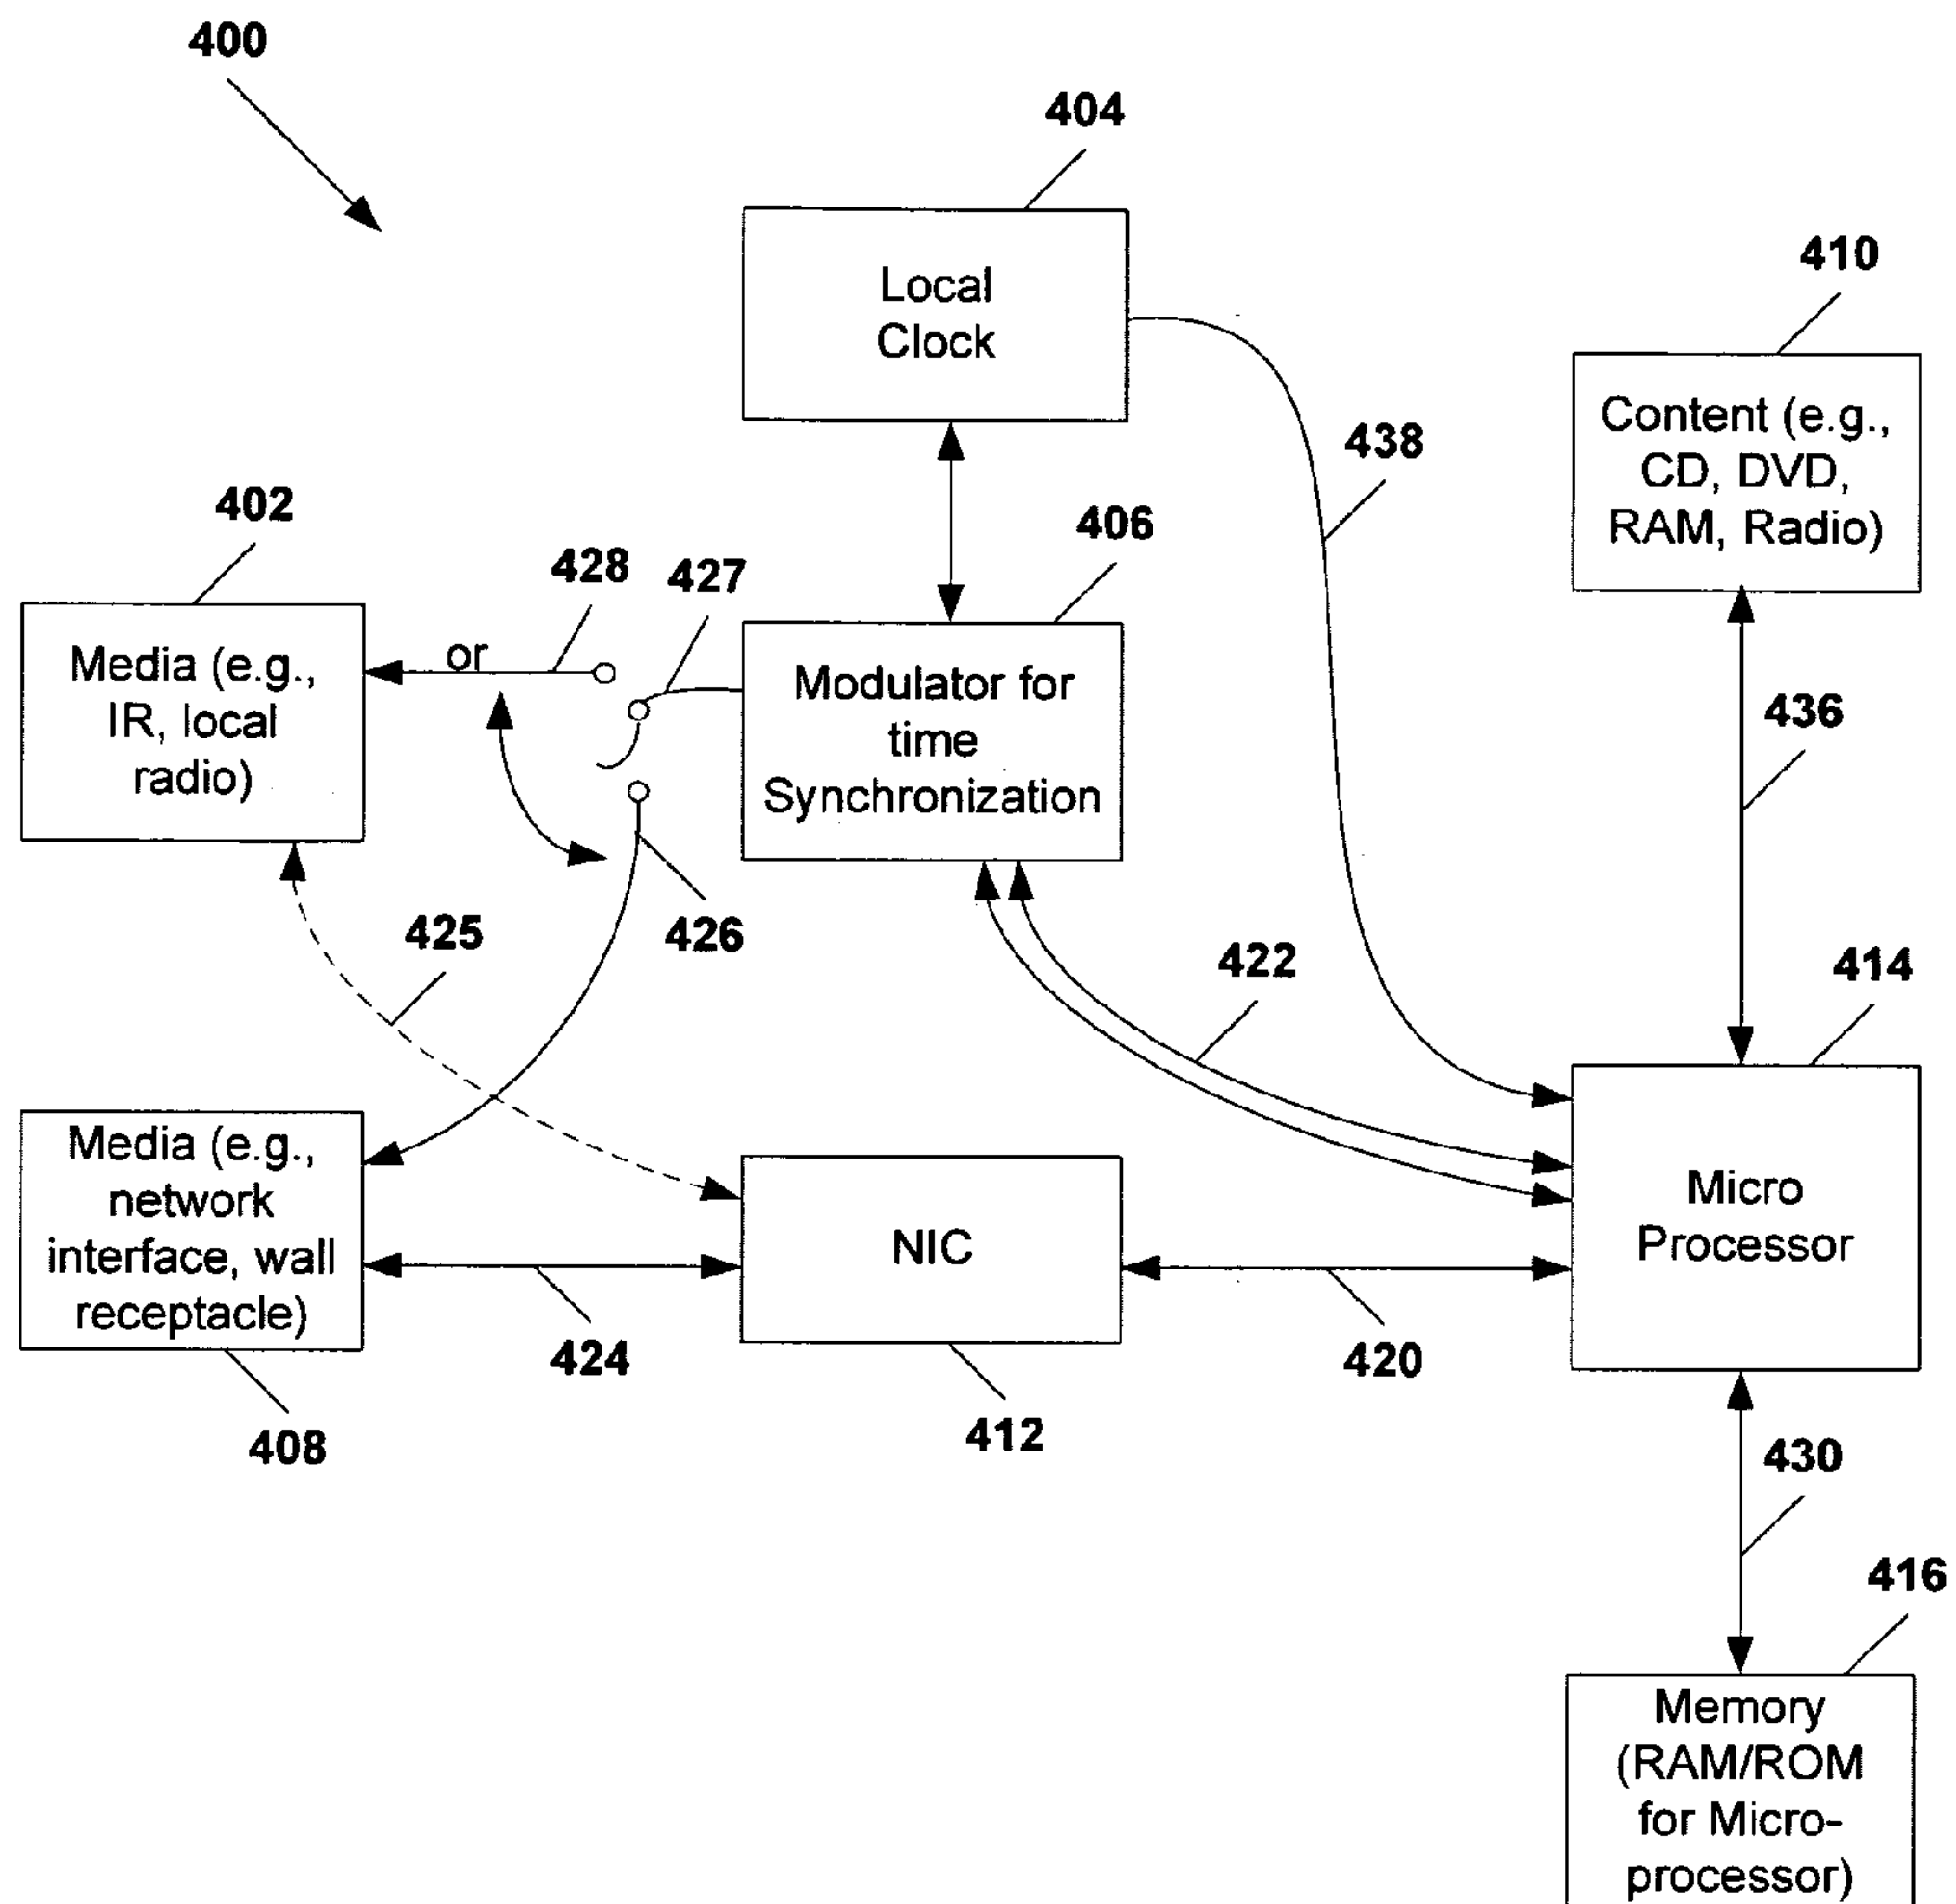 400
404
Local
Clock
410
Content (e.g.,
CD, DVD,
RAM, Radio)
438
402
406
428
427
436
Media (e.g.,
IR, local
radio)
or
Modulator for
time
Synchronization
425
426
422
414
Media (e.g.,
network
interface, wall
receptacle)
NIC
Micro
Processor
424
420
408
412
430
416
Memory
(RAM/ROM
for Micro-
processor)